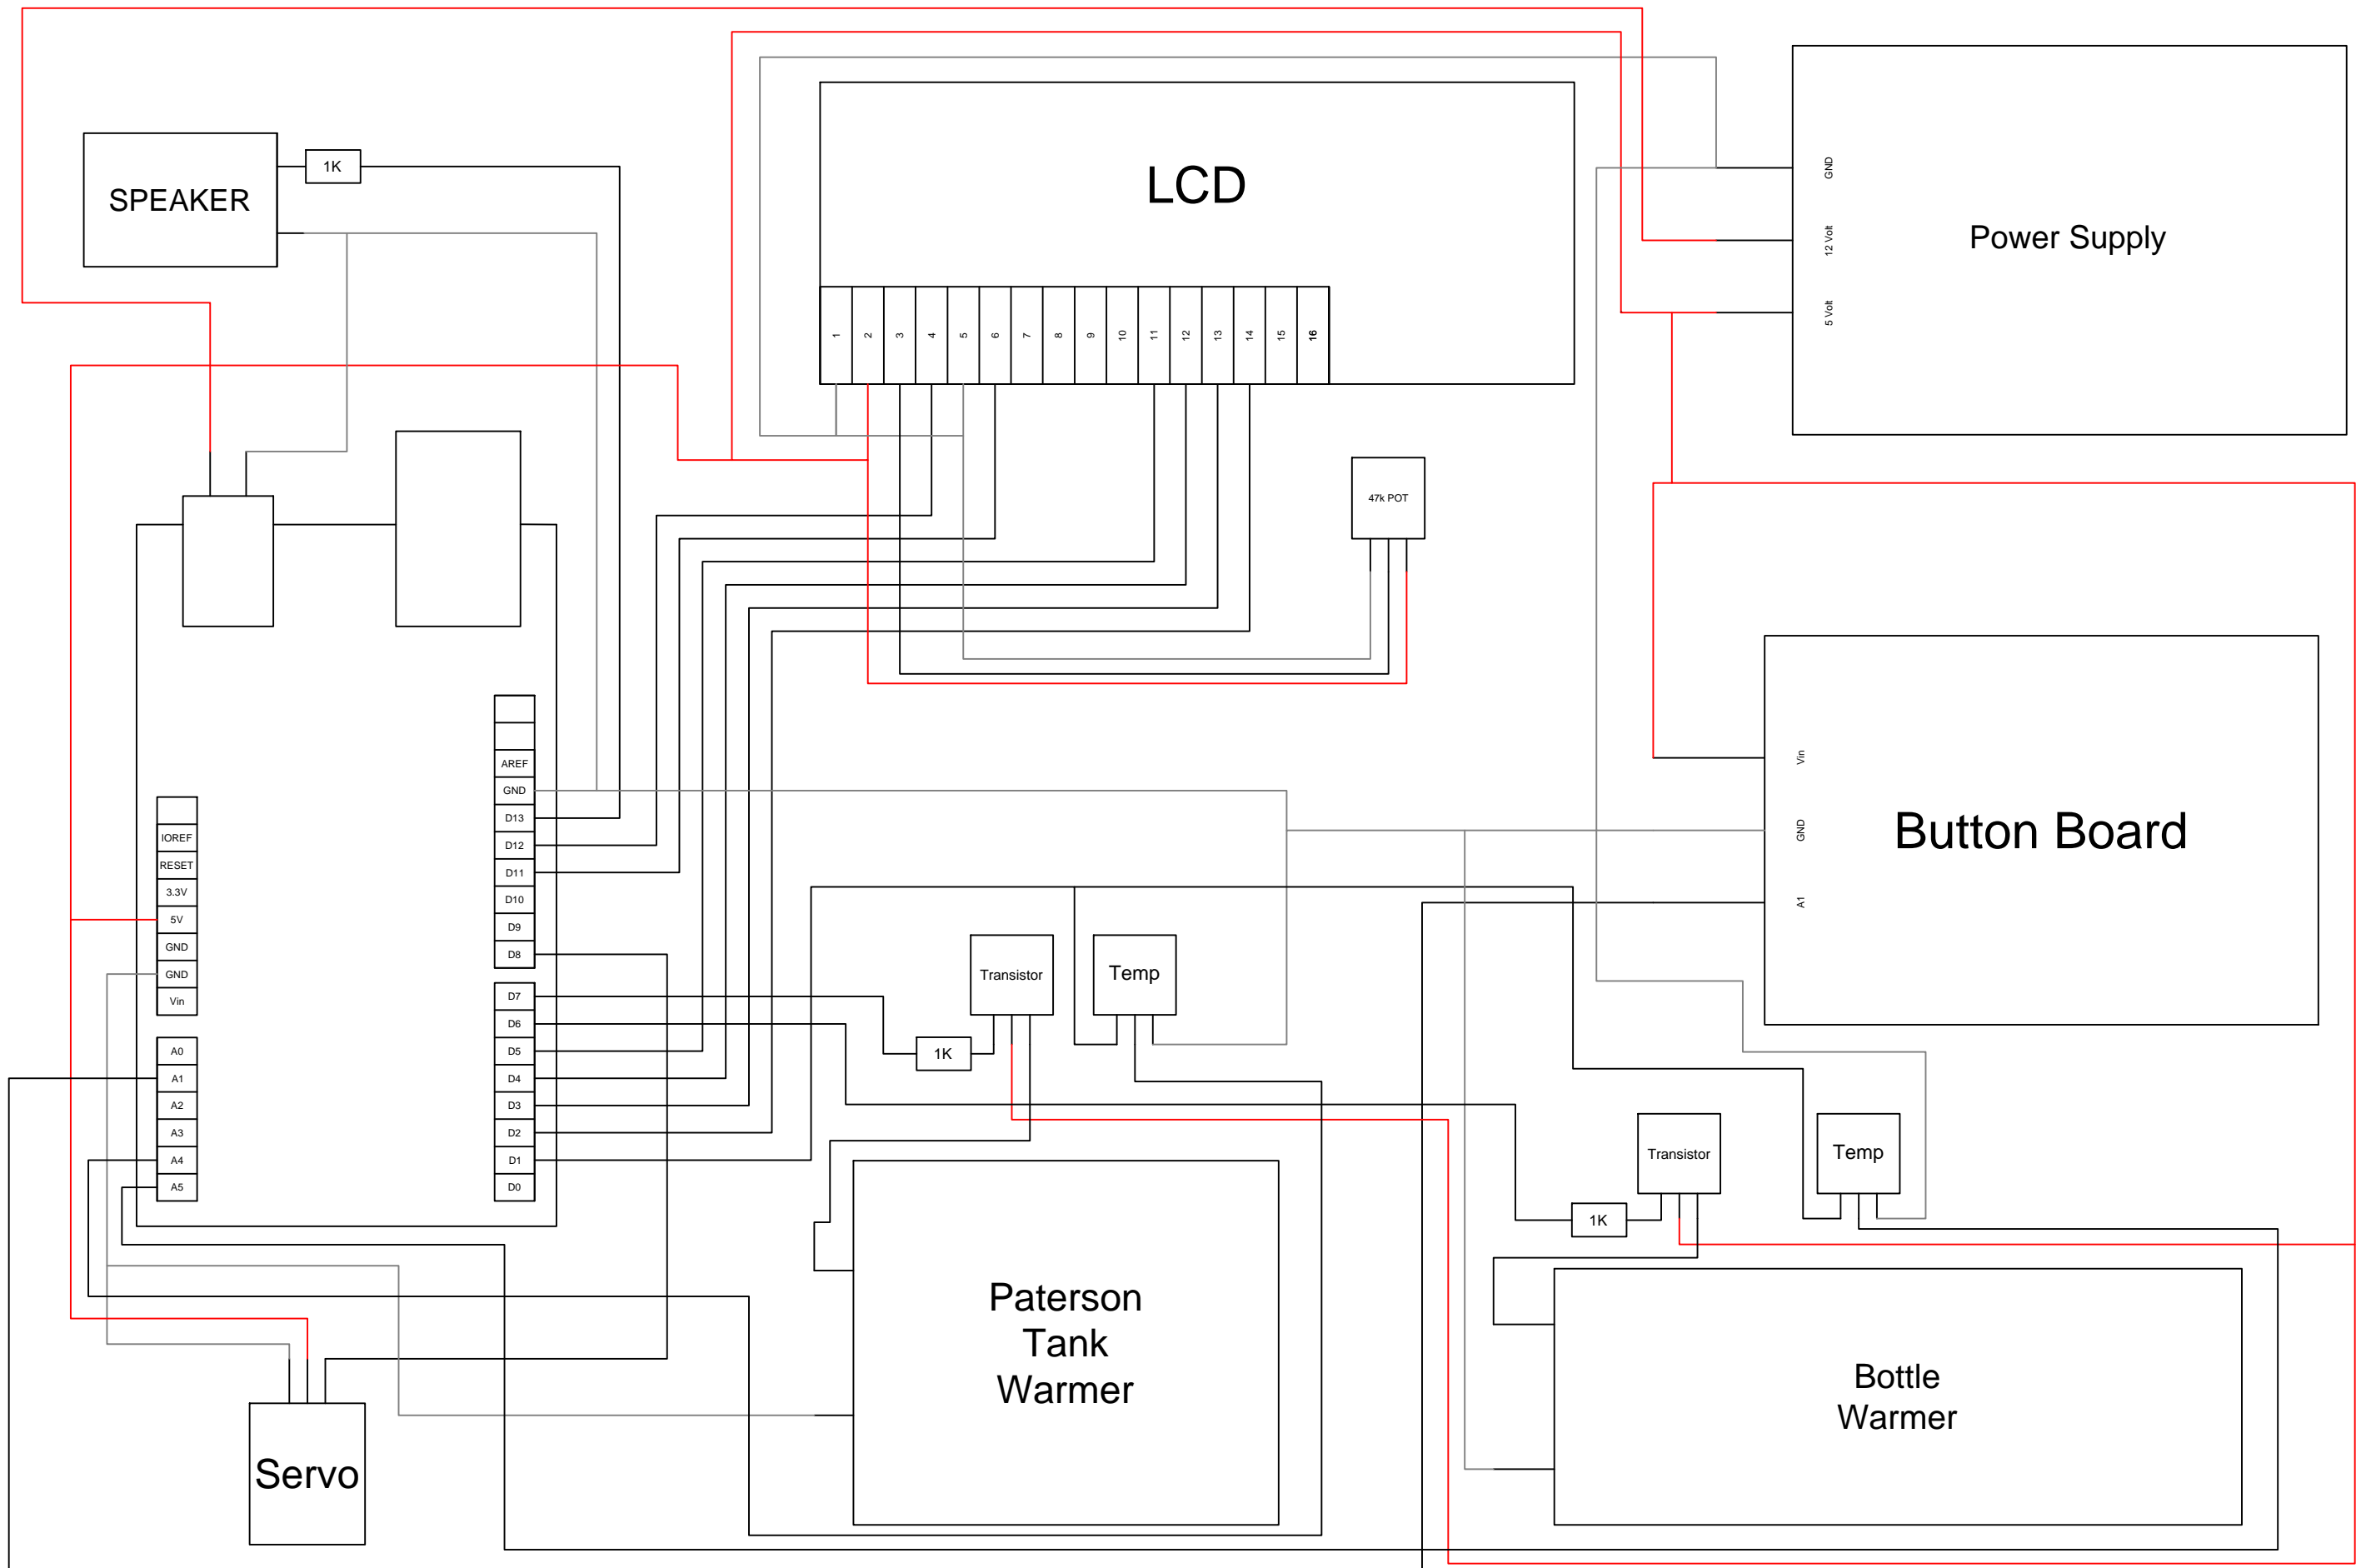 SPEAKER
1K
LCD
1
2
3
4
5
6
7
8
9
10
11
12
13
14
15
16
GND
12 Volt
5 Volt
Power Supply
47k POT
AREF
GND
D13
D12
D11
D10
D9
D8
D7
D6
D5
D4
D3
D2
D1
D0
IOREF
RESET
3.3V
5V
GND
GND
Vin
A0
A1
A2
A3
A4
A5
Vin
GND
A1
Button Board
Transistor
Temp
1K
Transistor
Temp
1K
Paterson
Tank
Warmer
Bottle
Warmer
Servo